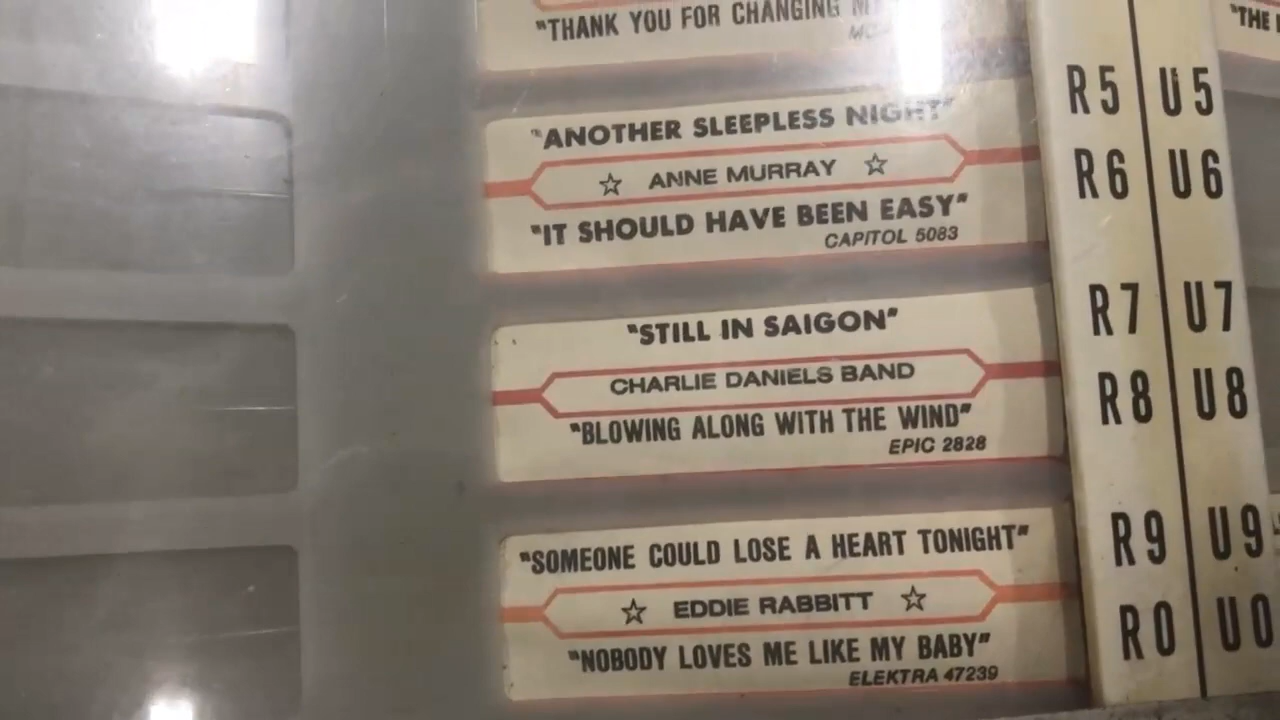 "THANK YOU FOR CHANGING
"ANOTHER SLEEPLESS NIGHT"
☆ ANNE MURRAY ☆
"IT SHOULD HAVE BEEN EASY"
CAPITOL 5083
"STILL IN SAIGON"
CHARLIE DANIELS BAND
"BLOWING ALONG WITH THE WIND"
EPIC 2828
"SOMEONE COULD LOSE A HEART TONIGHT"
☆ EDDIE RABBITT ☆
"NOBODY LOVES ME LIKE MY BABY"
ELEKTRA 47239
R5 U5
R6 U6
R7 U7
R8 U8
R9 U9
R0 U0
"THE